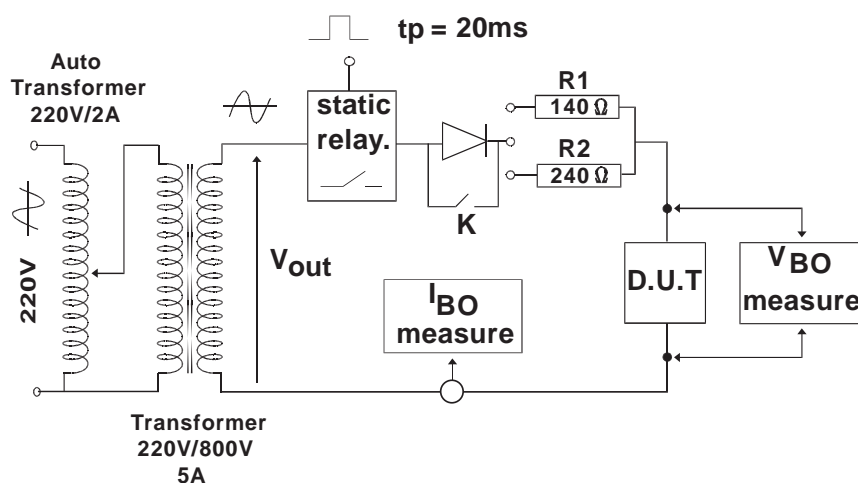 tp = 20ms
Auto
Transformer
220V/2A
static
relay.
R1
140 Ω
R2
240 Ω
K
220V
Vout
D.U.T
VBO
measure
IBO
measure
Transformer
220V/800V
5A